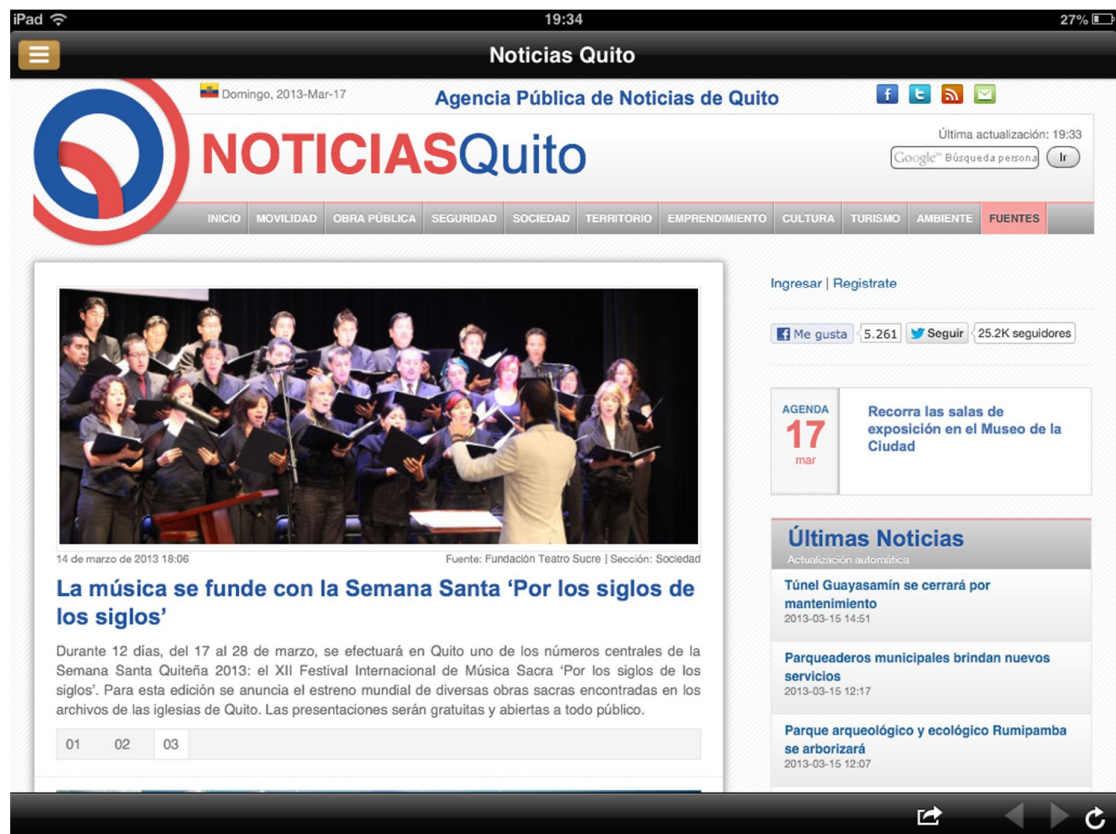 iPad 19:34 27%
Noticias Quito
Domingo, 2013-Mar-17
Agencia Pública de Noticias de Quito
NOTICIASQuito
Última actualización: 19:33
Google™ Búsqueda persona Ir
INICIO MOVILIDAD OBRA PÚBLICA SEGURIDAD SOCIEDAD TERRITORIO EMPRENDIMIENTO CULTURA TURISMO AMBIENTE FUENTES
14 de marzo de 2013 18:06 Fuente: Fundación Teatro Sucre | Sección: Sociedad
La música se funde con la Semana Santa ‘Por los siglos de
los siglos’
Durante 12 días, del 17 al 28 de marzo, se efectuará en Quito uno de los números centrales de la
Semana Santa Quiteña 2013: el XII Festival Internacional de Música Sacra ‘Por los siglos de los
siglos’. Para esta edición se anuncia el estreno mundial de diversas obras sacras encontradas en los
archivos de las iglesias de Quito. Las presentaciones serán gratuitas y abiertas a todo público.
01 02 03
Ingresar | Registrate
Me gusta 5.261 Seguir 25.2K seguidores
AGENDA
17
mar
Recorra las salas de
exposición en el Museo de la
Ciudad
Últimas Noticias
Actualización automática
Túnel Guayasamín se cerrará por
mantenimiento
2013-03-15 14:51
Parqueaderos municipales brindan nuevos
servicios
2013-03-15 12:17
Parque arqueológico y ecológico Rumipamba
se arborizará
2013-03-15 12:07